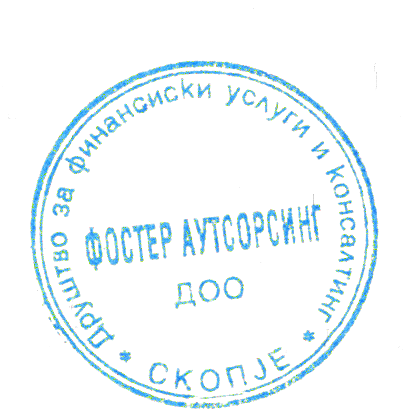 Друштво за финансиски услуги и консалтинг
ФОСТЕР АУТСОРСИНГ
ДОО
* СКОПЈЕ *